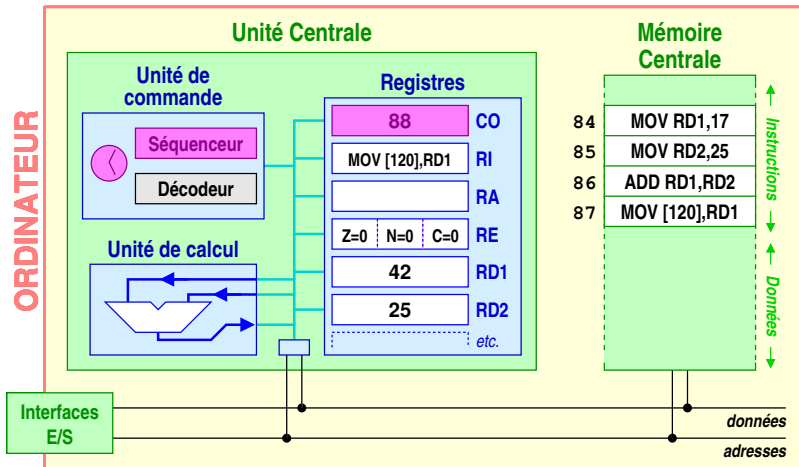 ORDINATEUR
Unité Centrale
Unité de
commande
Séquenceur
Décodeur
Unité de calcul
Registres
88 CO
MOV [120],RD1 RI
RA
Z=0 N=0 C=0 RE
42 RD1
25 RD2
etc.
Mémoire
Centrale
84 MOV RD1,17
85 MOV RD2,25
86 ADD RD1,RD2
87 MOV [120],RD1
Instructions
Données
Interfaces
E/S
données
adresses